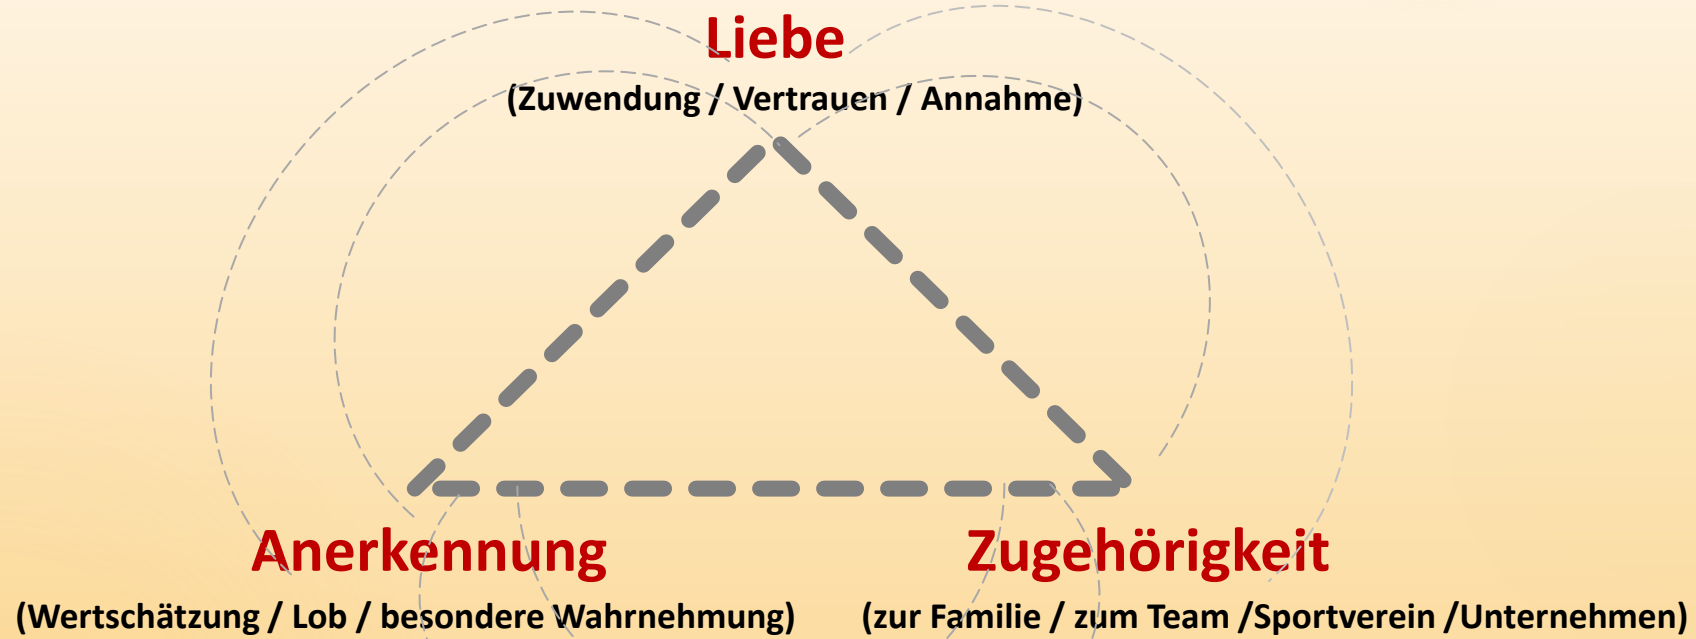 Liebe
(Zuwendung / Vertrauen / Annahme)
Anerkennung
(Wertschätzung / Lob / besondere Wahrnehmung)
Zugehörigkeit
(zur Familie / zum Team /Sportverein /Unternehmen)